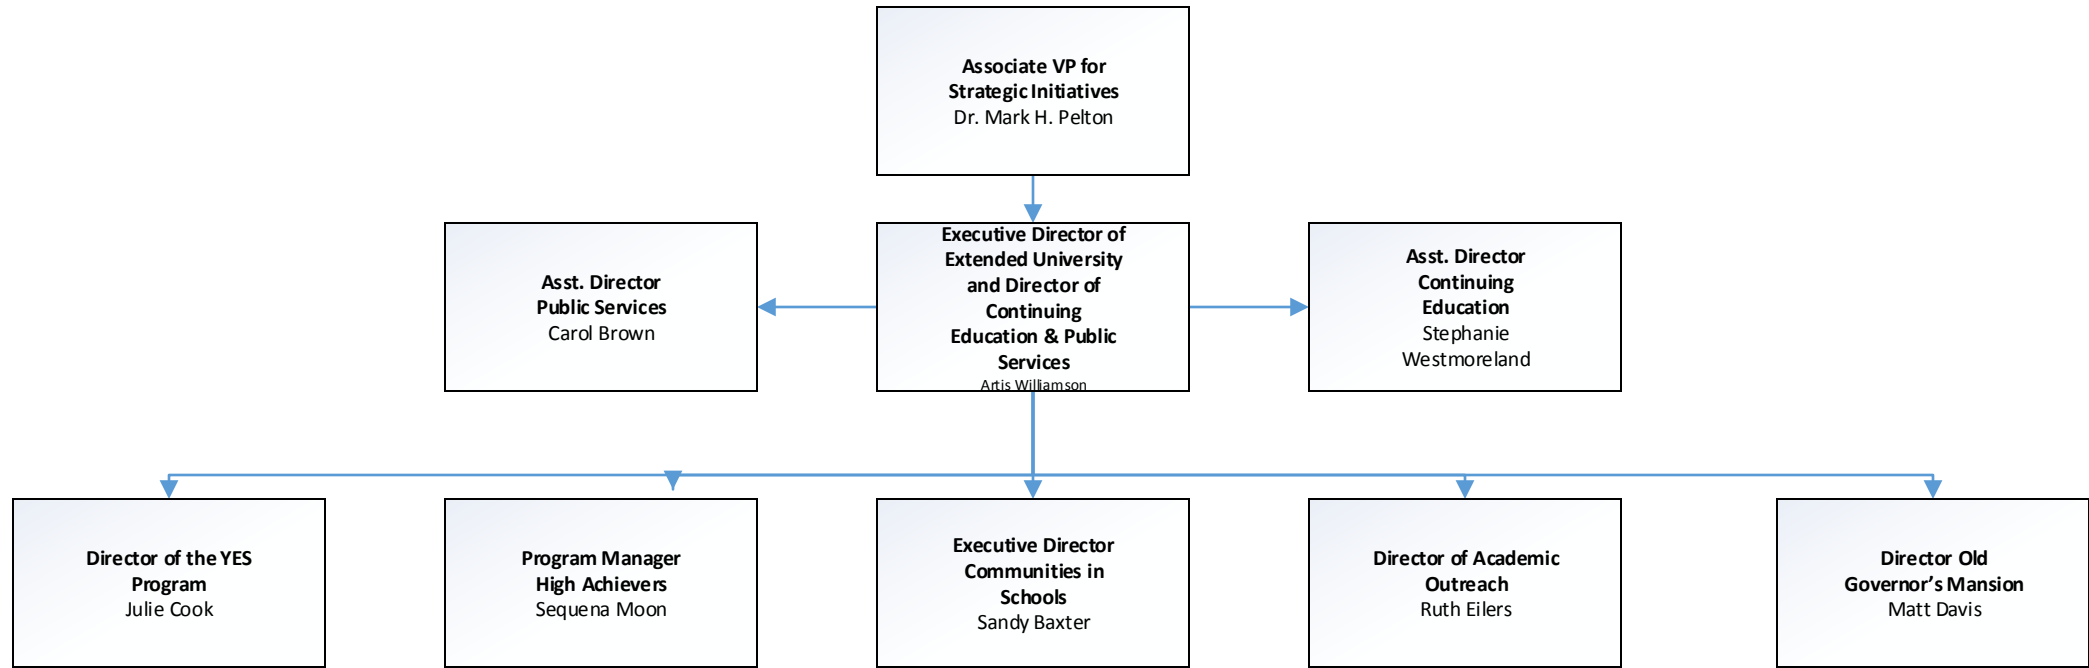 Associate VP for
Strategic Initiatives
Dr. Mark H. Pelton
Asst. Director
Public Services
Carol Brown
Executive Director of
Extended University
and Director of
Continuing
Education & Public
Services
Artis Williamson
Asst. Director
Continuing
Education
Stephanie
Westmoreland
Director of the YES
Program
Julie Cook
Program Manager
High Achievers
Sequena Moon
Executive Director
Communities in
Schools
Sandy Baxter
Director of Academic
Outreach
Ruth Eilers
Director Old
Governor’s Mansion
Matt Davis